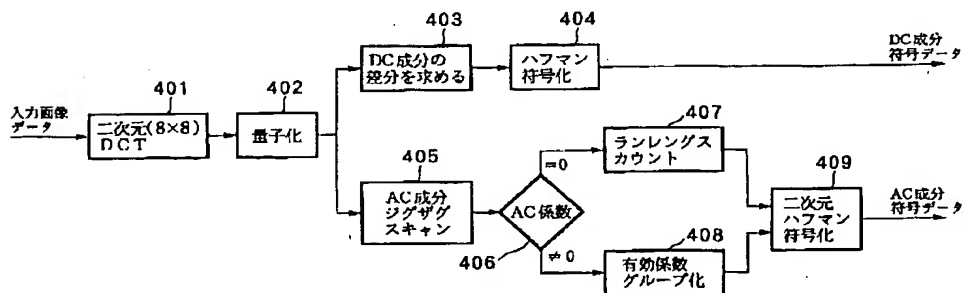 入力画像
データ
401
二次元(8×8)
DCT
402
量子化
403
DC成分の
差分を求める
404
ハフマン
符号化
DC成分
符号データ
405
AC成分
ジグザグ
スキャン
406
AC係数
=0
≠0
407
ランレングス
カウント
408
有効係数
グループ化
409
二次元
ハフマン
符号化
AC成分
符号データ